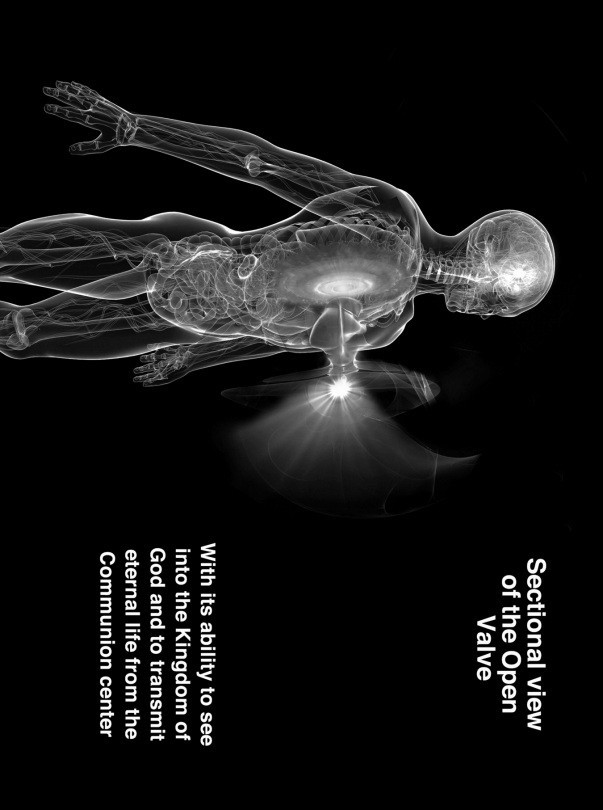 Sectional view
of the Open
Valve
With its ability to see
into the Kingdom of
God and to transmit
eternal life from the
Communion center